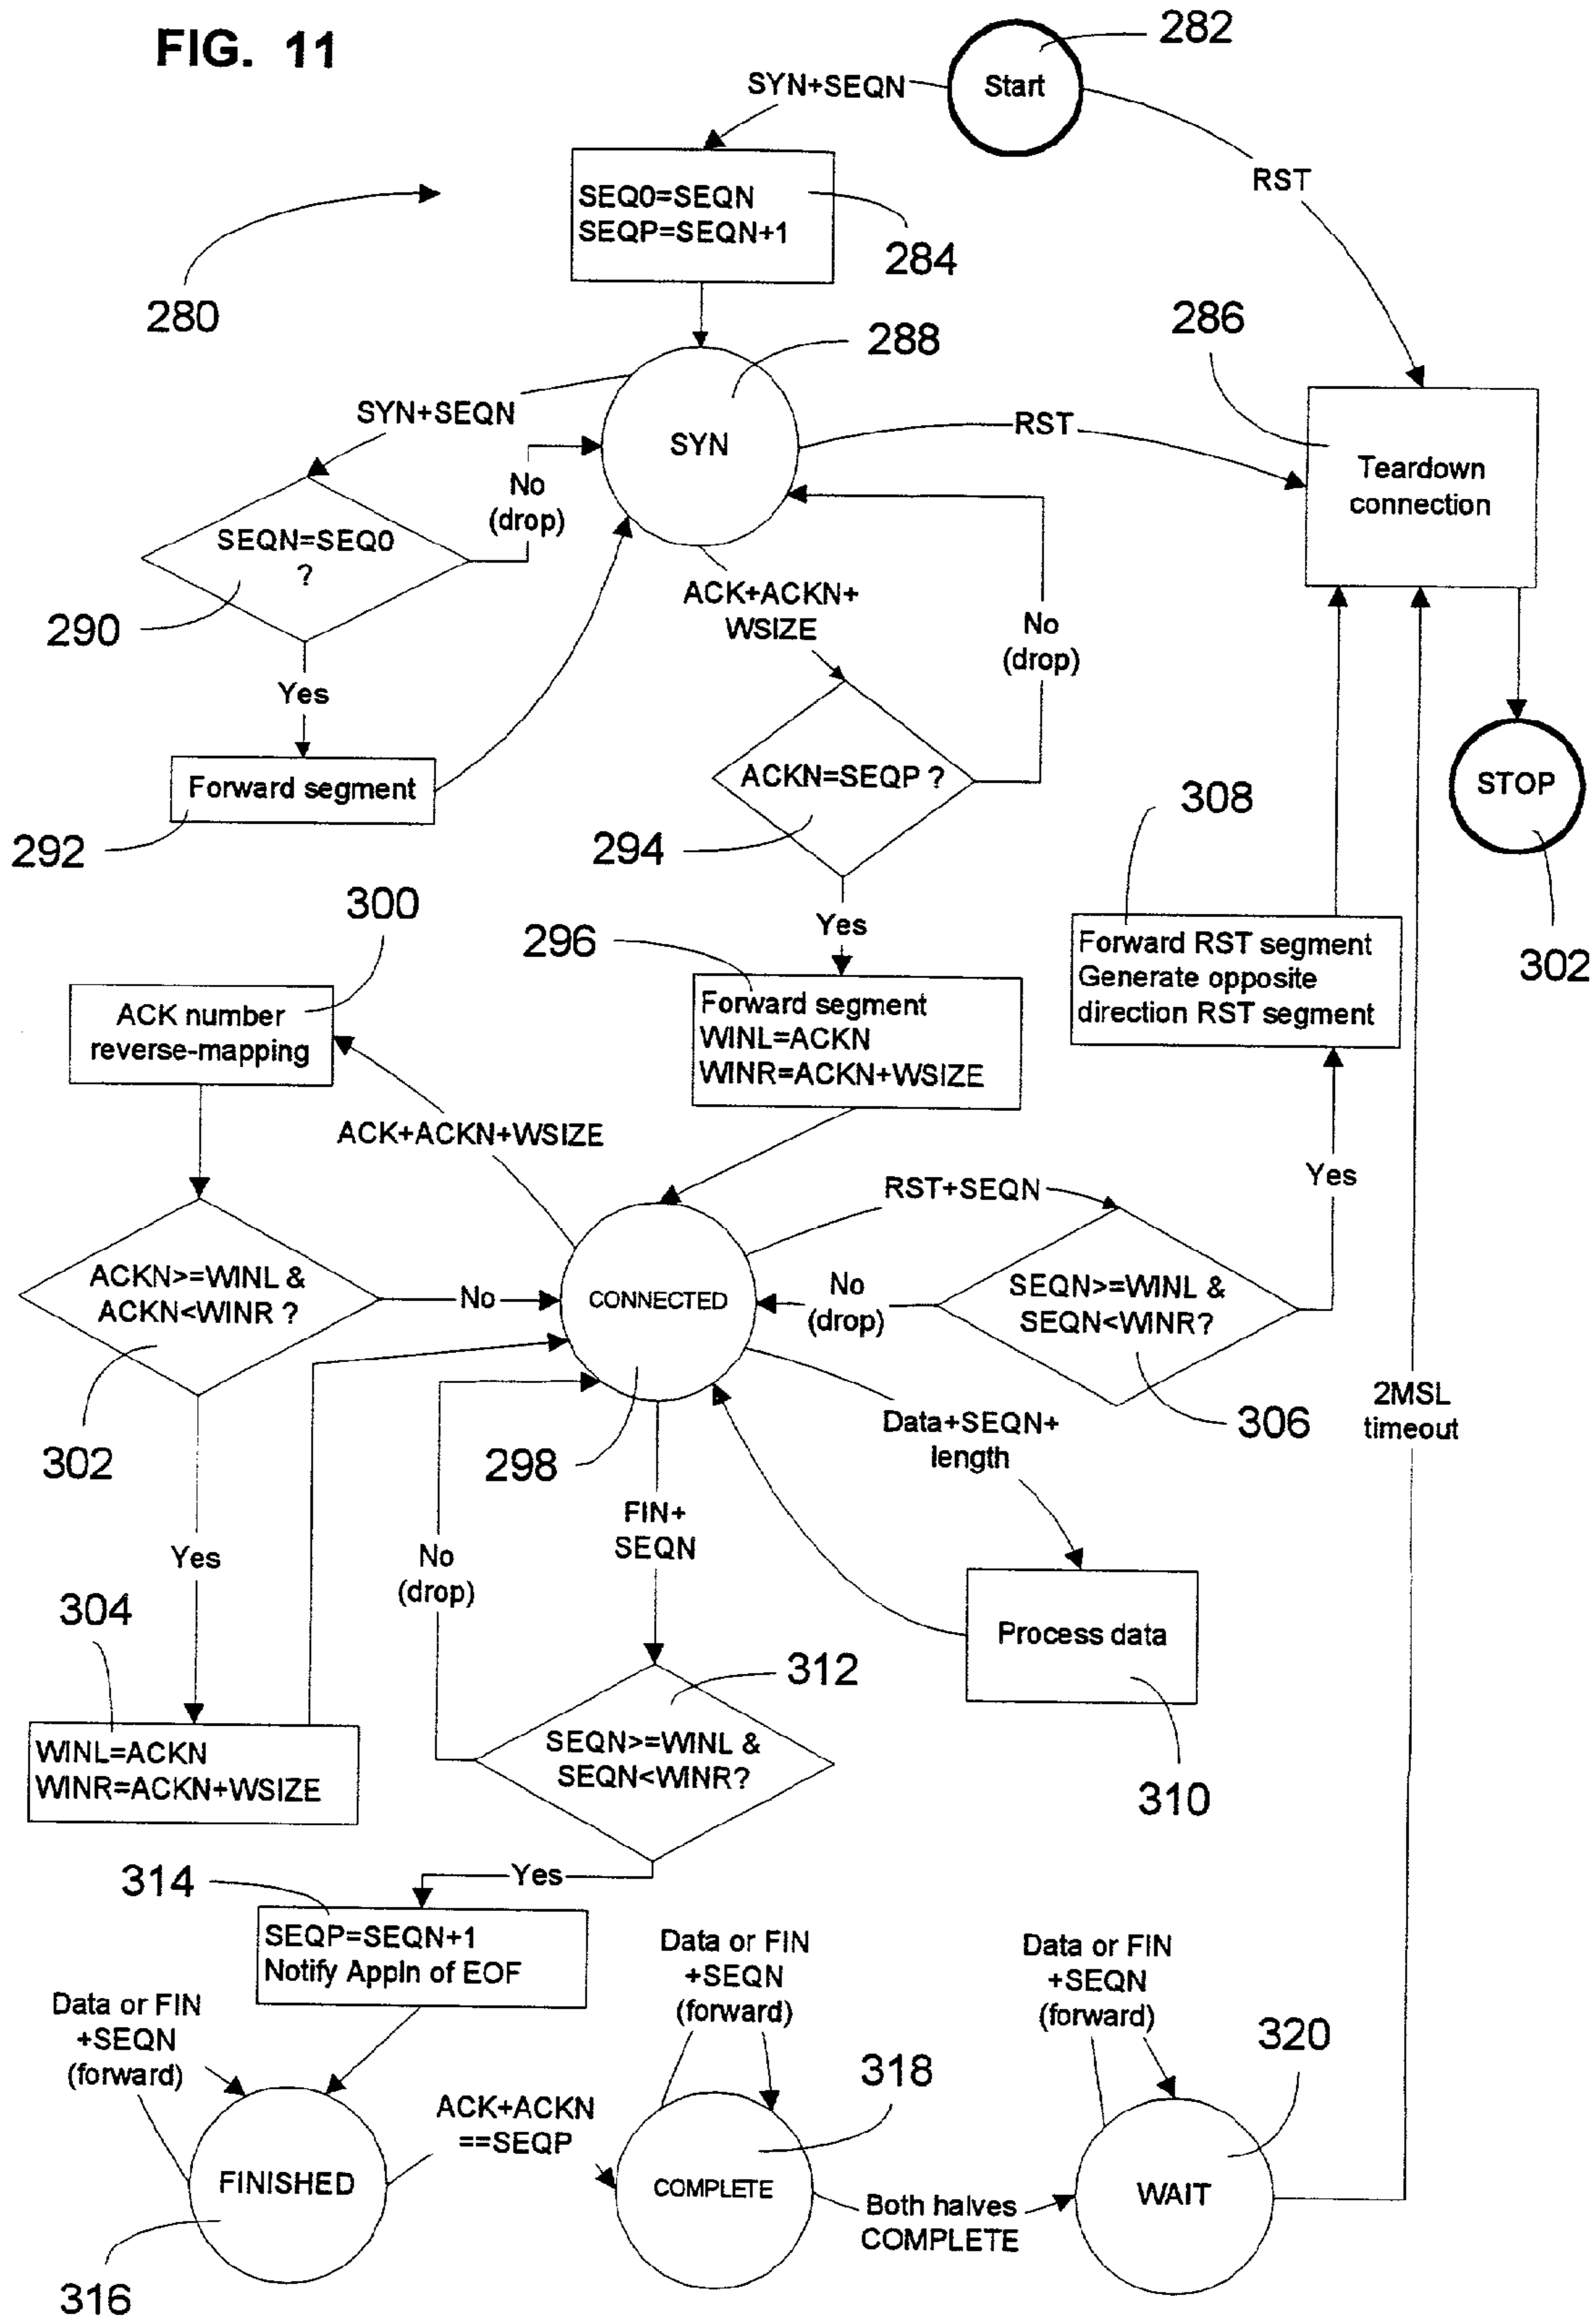 FIG. 11
282
Start
SYN+SEQN
RST
SEQ0=SEQN
SEQP=SEQN+1
284
280
288
286
SYN+SEQN
SYN
RST
Teardown
connection
No
(drop)
SEQN=SEQ0
?
290
ACK+ACKN+
WSIZE
No
(drop)
Yes
Forward segment
292
ACKN=SEQP ?
294
STOP
302
308
300
Yes
296
Forward RST segment
Generate opposite
direction RST segment
ACK number
reverse-mapping
Forward segment
WINL=ACKN
WINR=ACKN+WSIZE
ACK+ACKN+WSIZE
RST+SEQN
Yes
ACKN>=WINL &
ACKN<WINR ?
No
CONNECTED
No
(drop)
SEQN>=WINL &
SEQN<WINR?
302
298
306
2MSL
timeout
Data+SEQN+
length
FIN+
SEQN
Yes
No
(drop)
304
Process data
312
WINL=ACKN
WINR=ACKN+WSIZE
SEQN>=WINL &
SEQN<WINR?
310
Yes
314
SEQP=SEQN+1
Notify Appln of EOF
Data or FIN
+SEQN
(forward)
Data or FIN
+SEQN
(forward)
Data or FIN
+SEQN
(forward)
318
320
ACK+ACKN
==SEQP
FINISHED
COMPLETE
Both halves
COMPLETE
WAIT
316